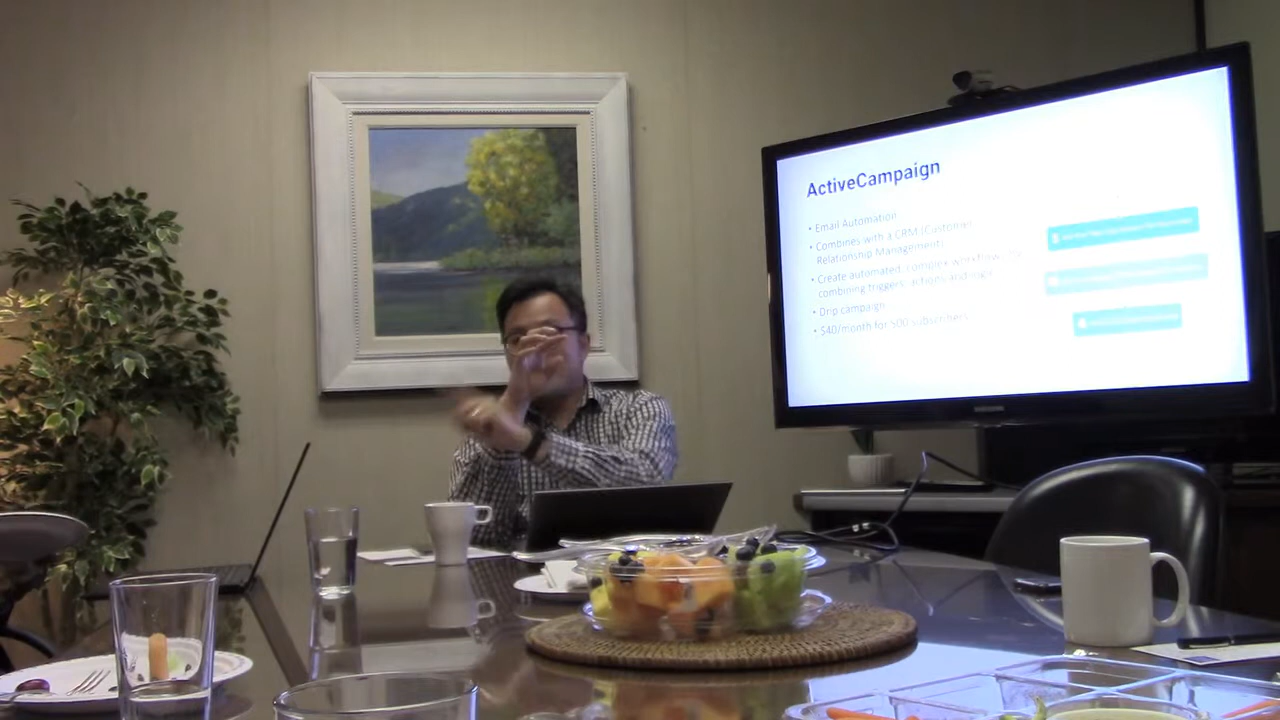 ActiveCampaign
• Email Automation
• Combines with a CRM (Customer
Relationship Management)
• Create automated, complex workflows by
combining triggers, actions and logic
• Drip campaign
• $40/month for 500 subscribers